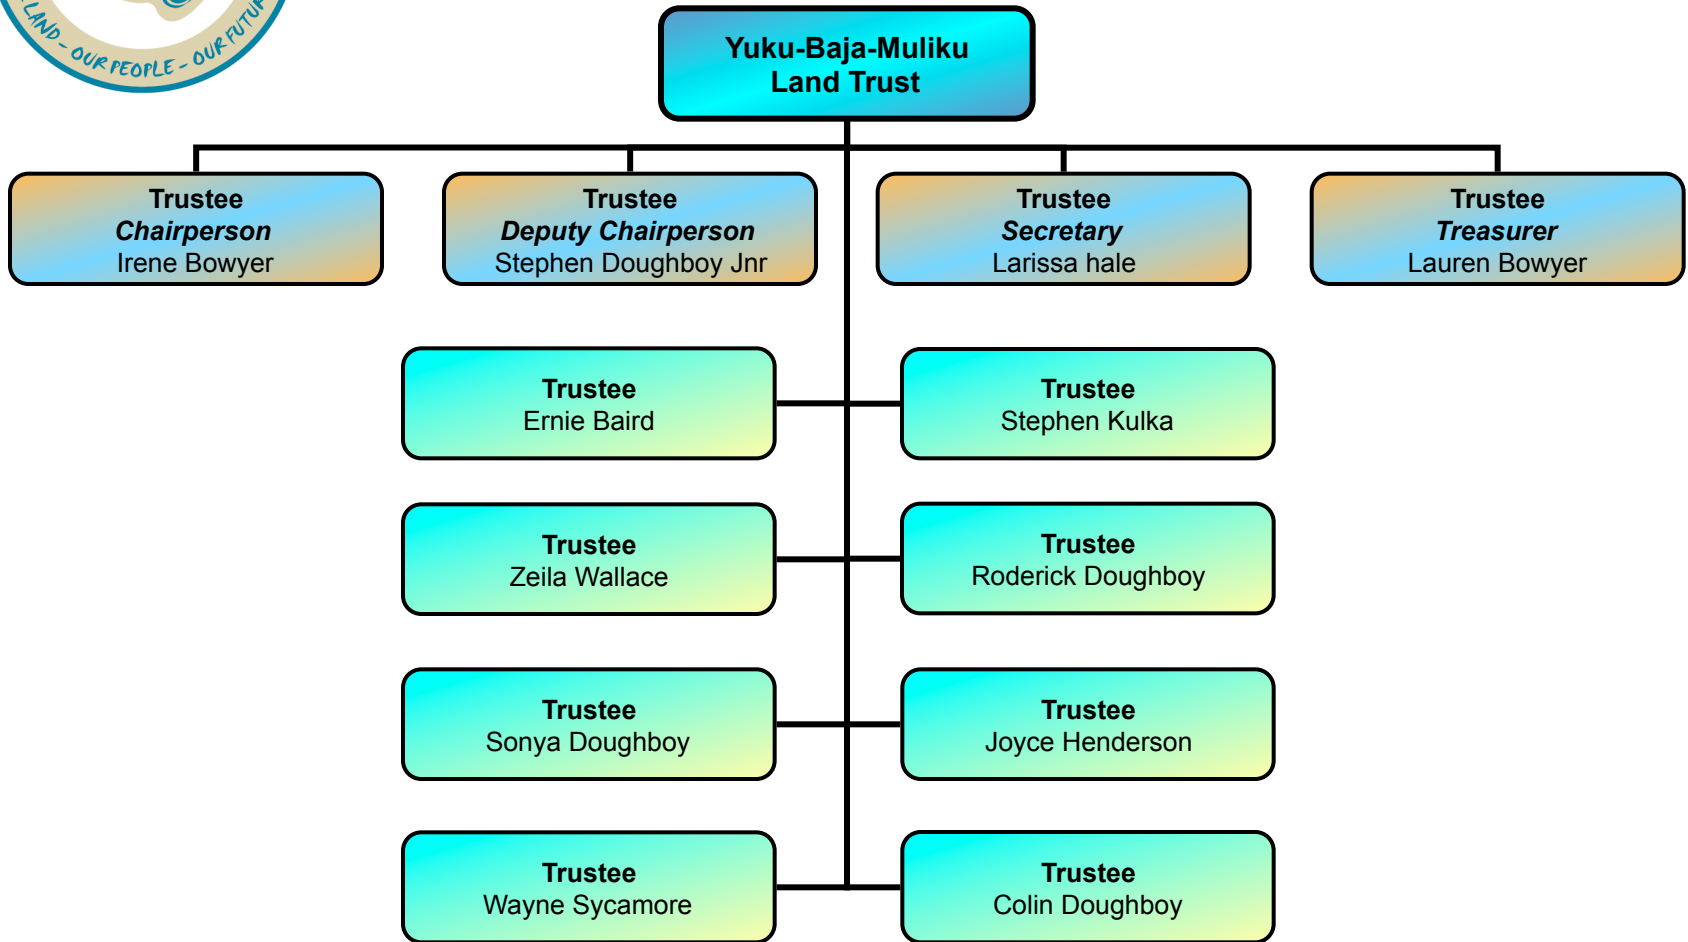 LAND - OUR PEOPLE - OUR FUTUR
Yuku-Baja-Muliku
Land Trust
Trustee
Chairperson
Irene Bowyer
Trustee
Deputy Chairperson
Stephen Doughboy Jnr
Trustee
Secretary
Larissa hale
Trustee
Treasurer
Lauren Bowyer
Trustee
Ernie Baird
Trustee
Stephen Kulka
Trustee
Zeila Wallace
Trustee
Roderick Doughboy
Trustee
Sonya Doughboy
Trustee
Joyce Henderson
Trustee
Wayne Sycamore
Trustee
Colin Doughboy